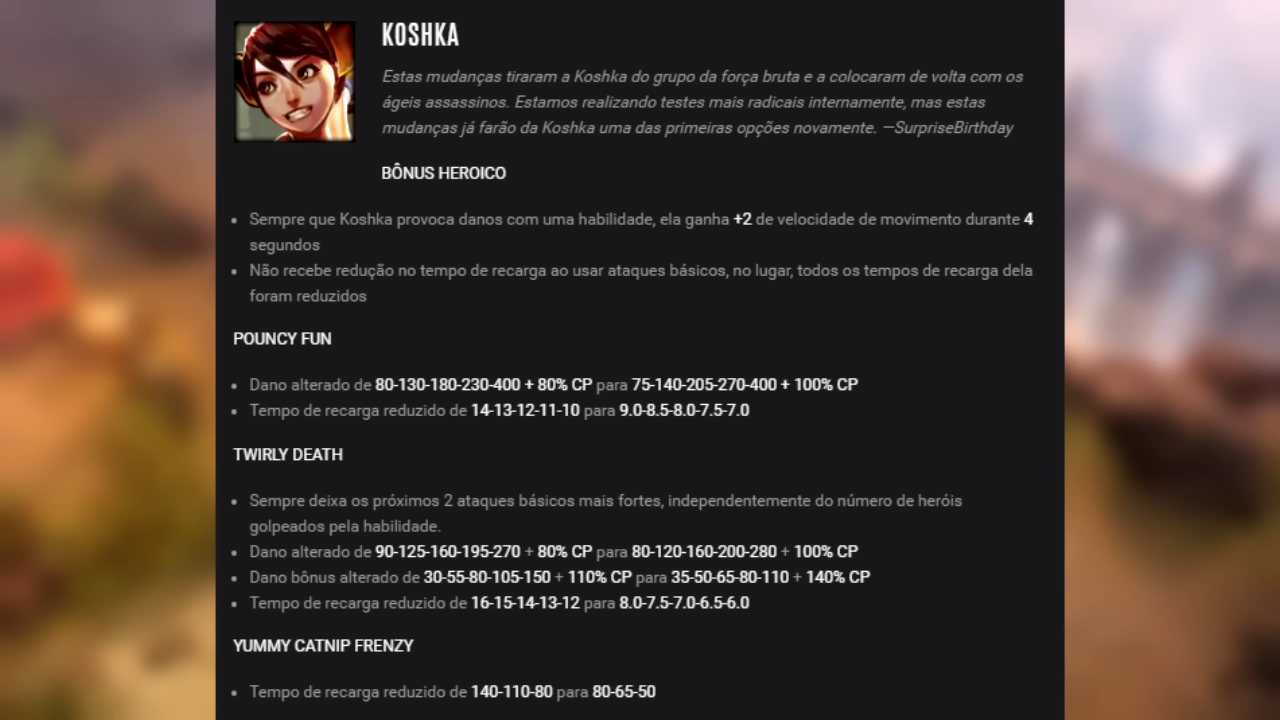 KOSHKA
Estas mudanças tiraram a Koshka do grupo da força bruta e a colocaram de volta com os
ágeis assassinos. Estamos realizando testes mais radicais internamente, mas estas
mudanças já farão da Koshka uma das primeiras opções novamente. —SurpriseBirthday
BÔNUS HEROICO
• Sempre que Koshka provoca danos com uma habilidade, ela ganha +2 de velocidade de movimento durante 4
segundos
• Não recebe redução no tempo de recarga ao usar ataques básicos, no lugar, todos os tempos de recarga dela
foram reduzidos
POUNCY FUN
• Dano alterado de 80-130-180-230-400 + 80% CP para 75-140-205-270-400 + 100% CP
• Tempo de recarga reduzido de 14-13-12-11-10 para 9.0-8.5-8.0-7.5-7.0
TWIRLY DEATH
• Sempre deixa os próximos 2 ataques básicos mais fortes, independentemente do número de heróis
golpeados pela habilidade.
• Dano alterado de 90-125-160-195-270 + 80% CP para 80-120-160-200-280 + 100% CP
• Dano bônus alterado de 30-55-80-105-150 + 110% CP para 35-50-65-80-110 + 140% CP
• Tempo de recarga reduzido de 16-15-14-13-12 para 8.0-7.5-7.0-6.5-6.0
YUMMY CATNIP FRENZY
• Tempo de recarga reduzido de 140-110-80 para 80-65-50